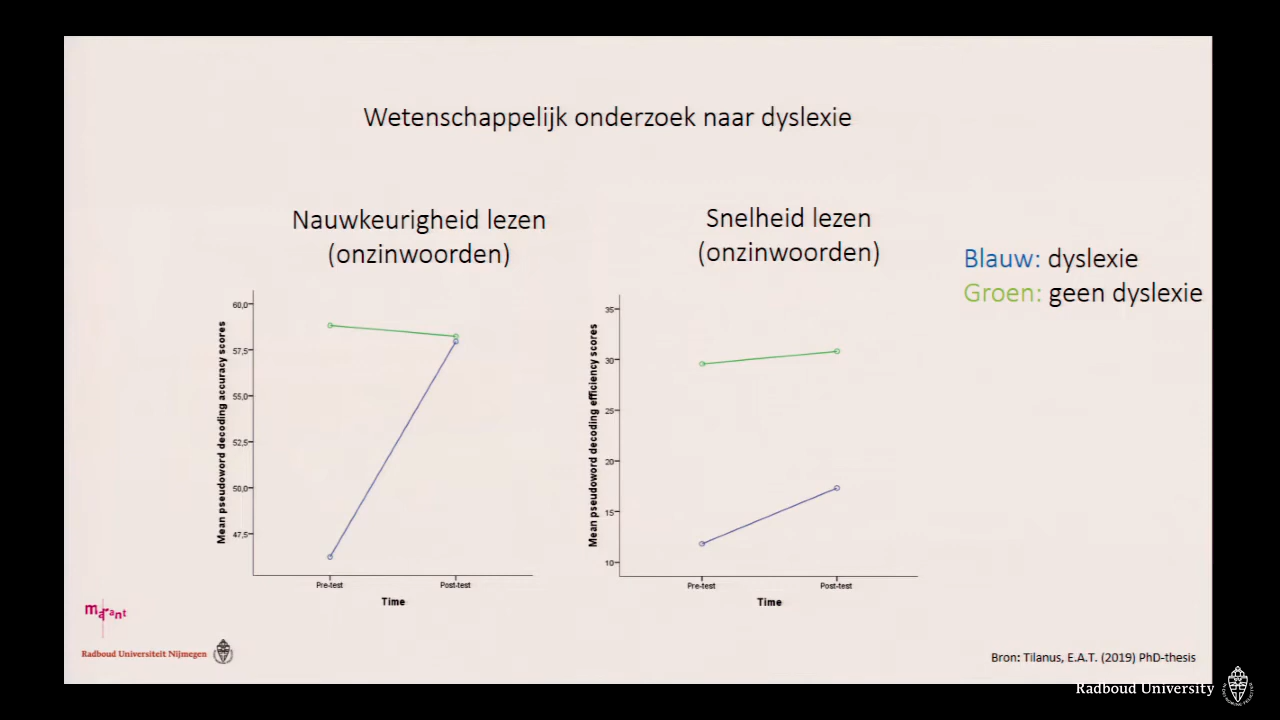 Wetenschappelijk onderzoek naar dyslexie
Nauwkeurigheid lezen
(onzinwoorden)
Mean pseudoword decoding accuracy scores
60,0
57,5
55,0
52,5
50,0
47,5
Pre-test
Post-test
Time
Snelheid lezen
(onzinwoorden)
Mean pseudoword decoding efficiency scores
35
30
25
20
15
10
Pre-test
Post-test
Time
Blauw: dyslexie
Groen: geen dyslexie
marant
Radboud Universiteit Nijmegen
Bron: Tilanus, E.A.T. (2019) PhD-thesis
Radboud University